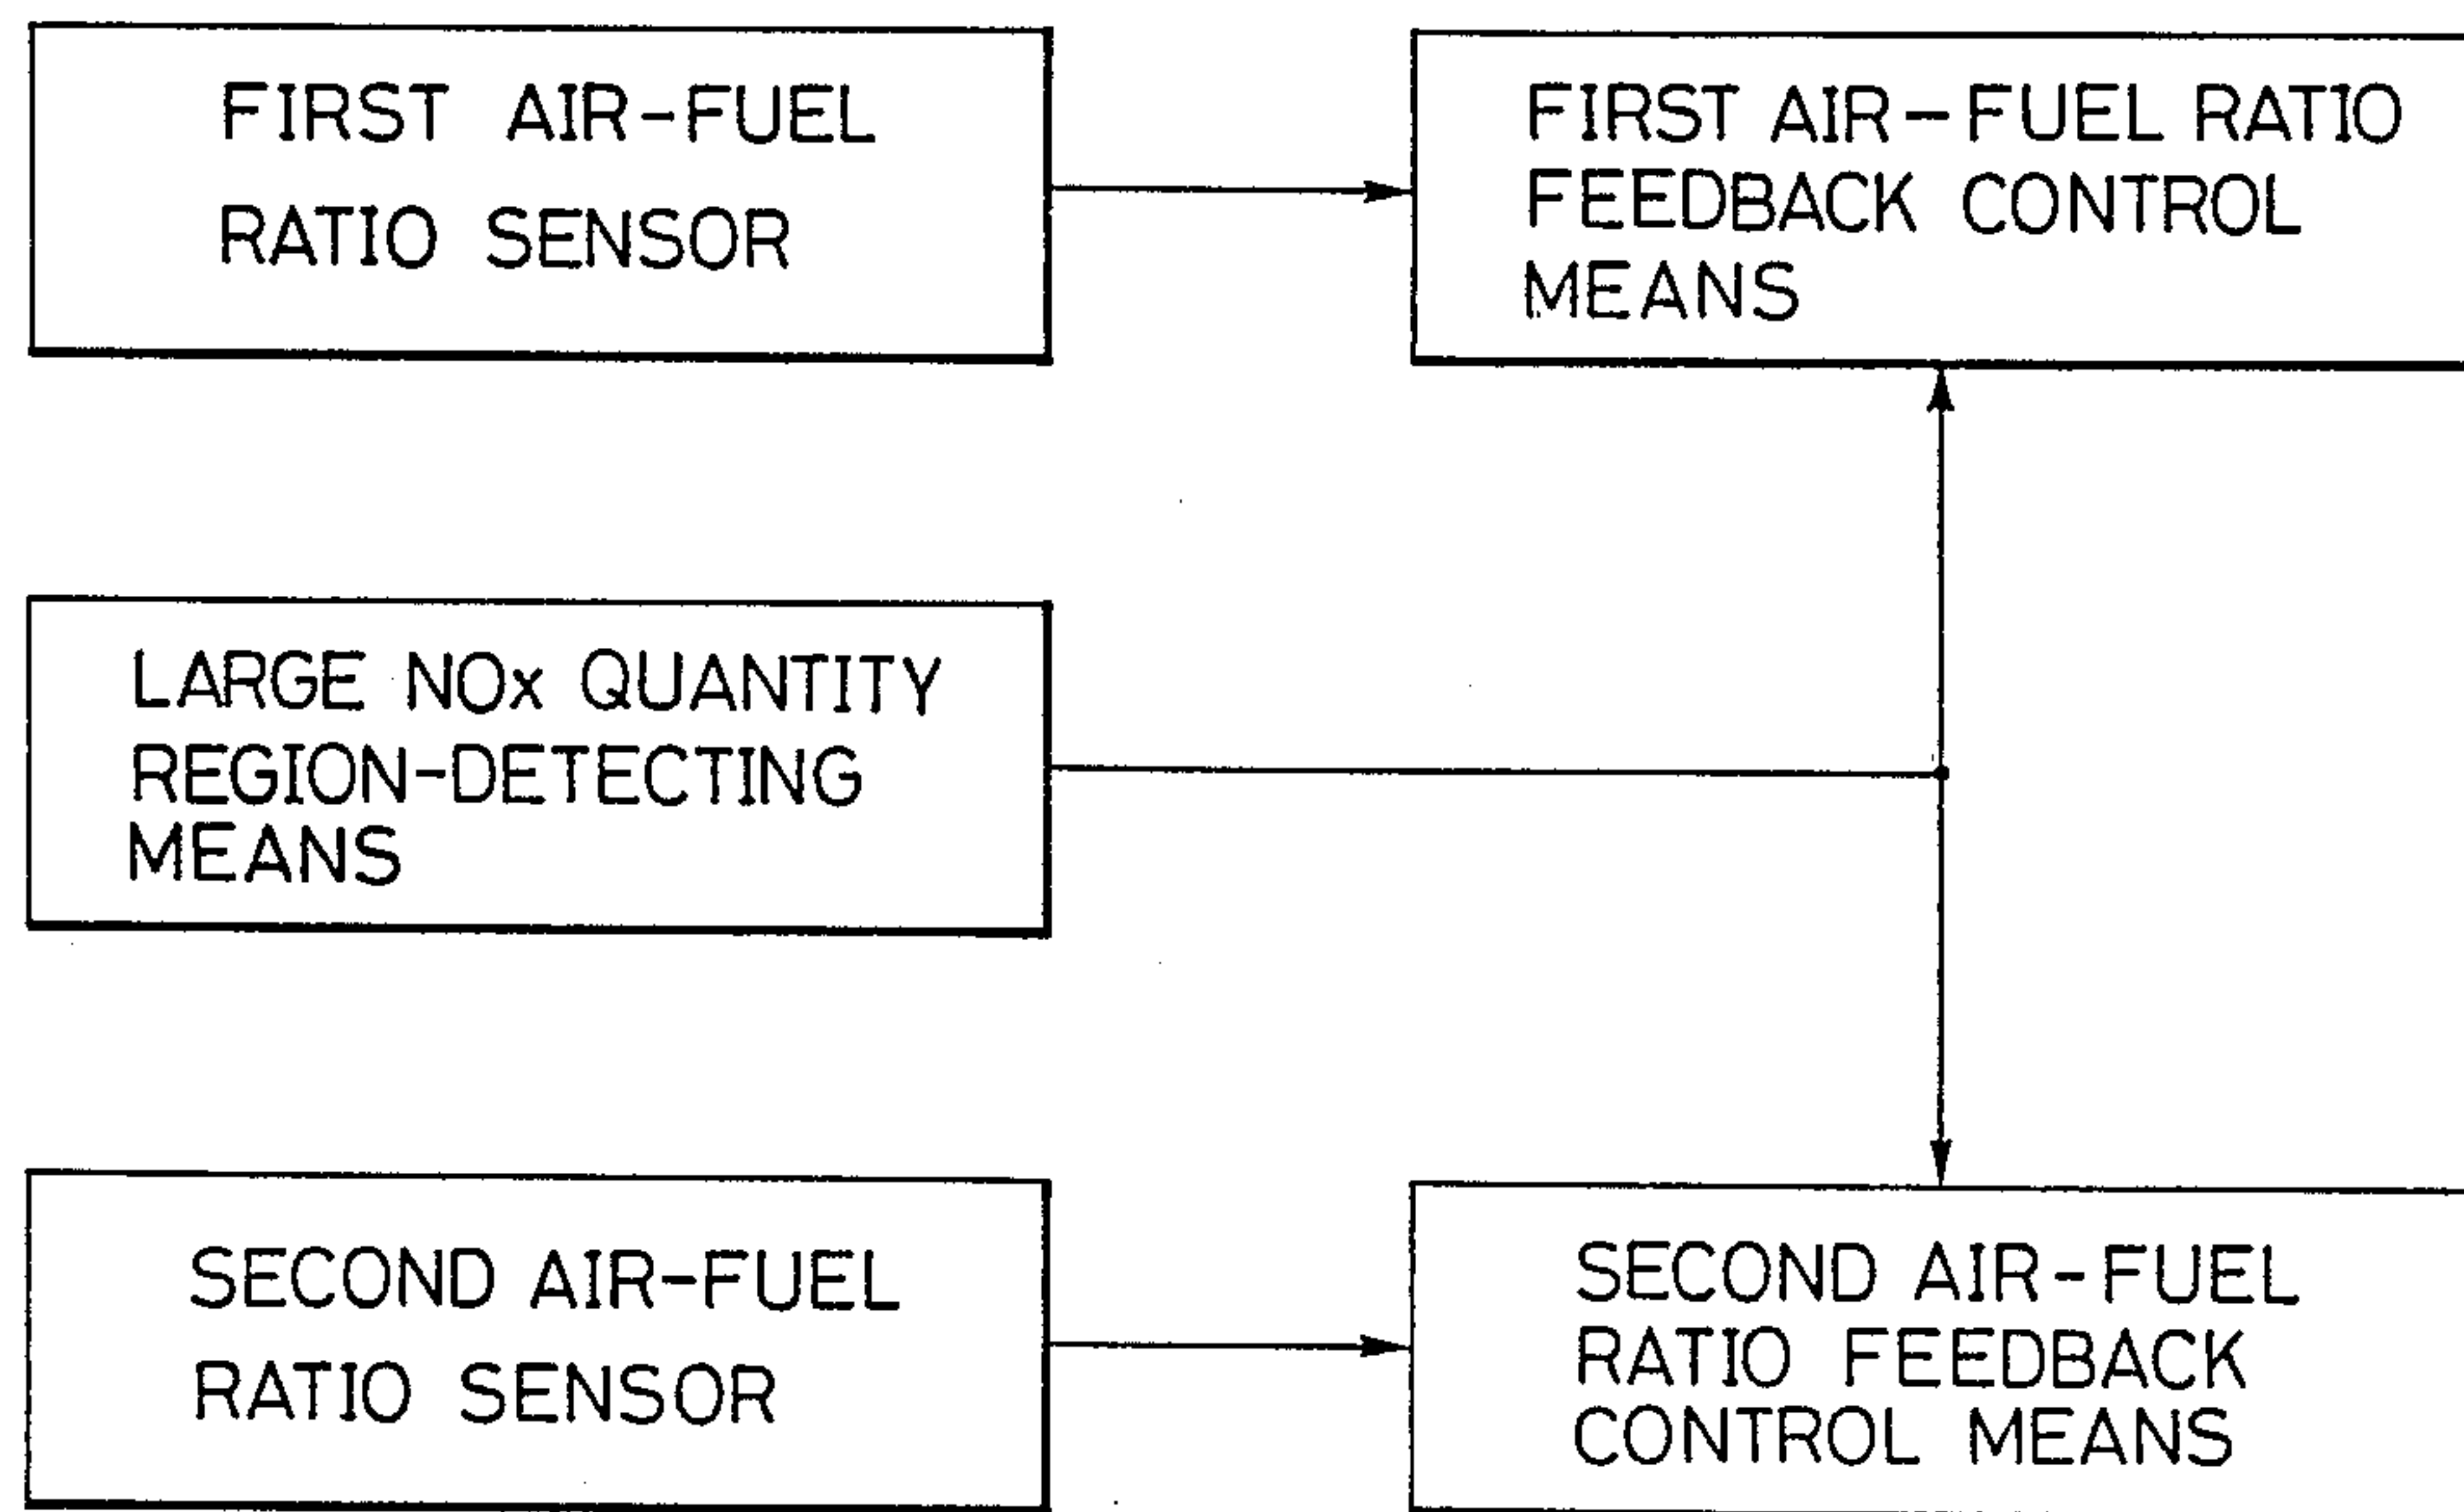 FIRST AIR-FUEL
RATIO SENSOR
FIRST AIR-FUEL RATIO
FEEDBACK CONTROL
MEANS
LARGE NOx QUANTITY
REGION-DETECTING
MEANS
SECOND AIR-FUEL
RATIO SENSOR
SECOND AIR-FUEL
RATIO FEEDBACK
CONTROL MEANS